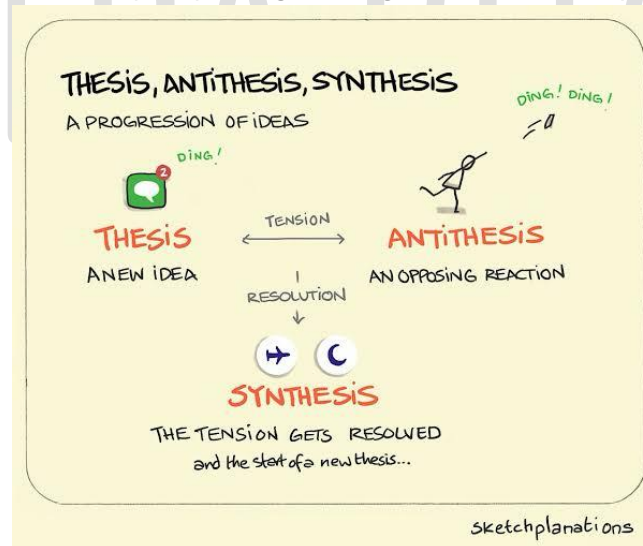 THESIS, ANTITHESIS, SYNTHESIS
A PROGRESSION OF IDEAS
DING! DING!
DING!
2
TENSION
THESIS
ANTITHESIS
A NEW IDEA
AN OPPOSING REACTION
RESOLUTION
SYNTHESIS
THE TENSION GETS RESOLVED
and the start of a new thesis...
sketchplanations